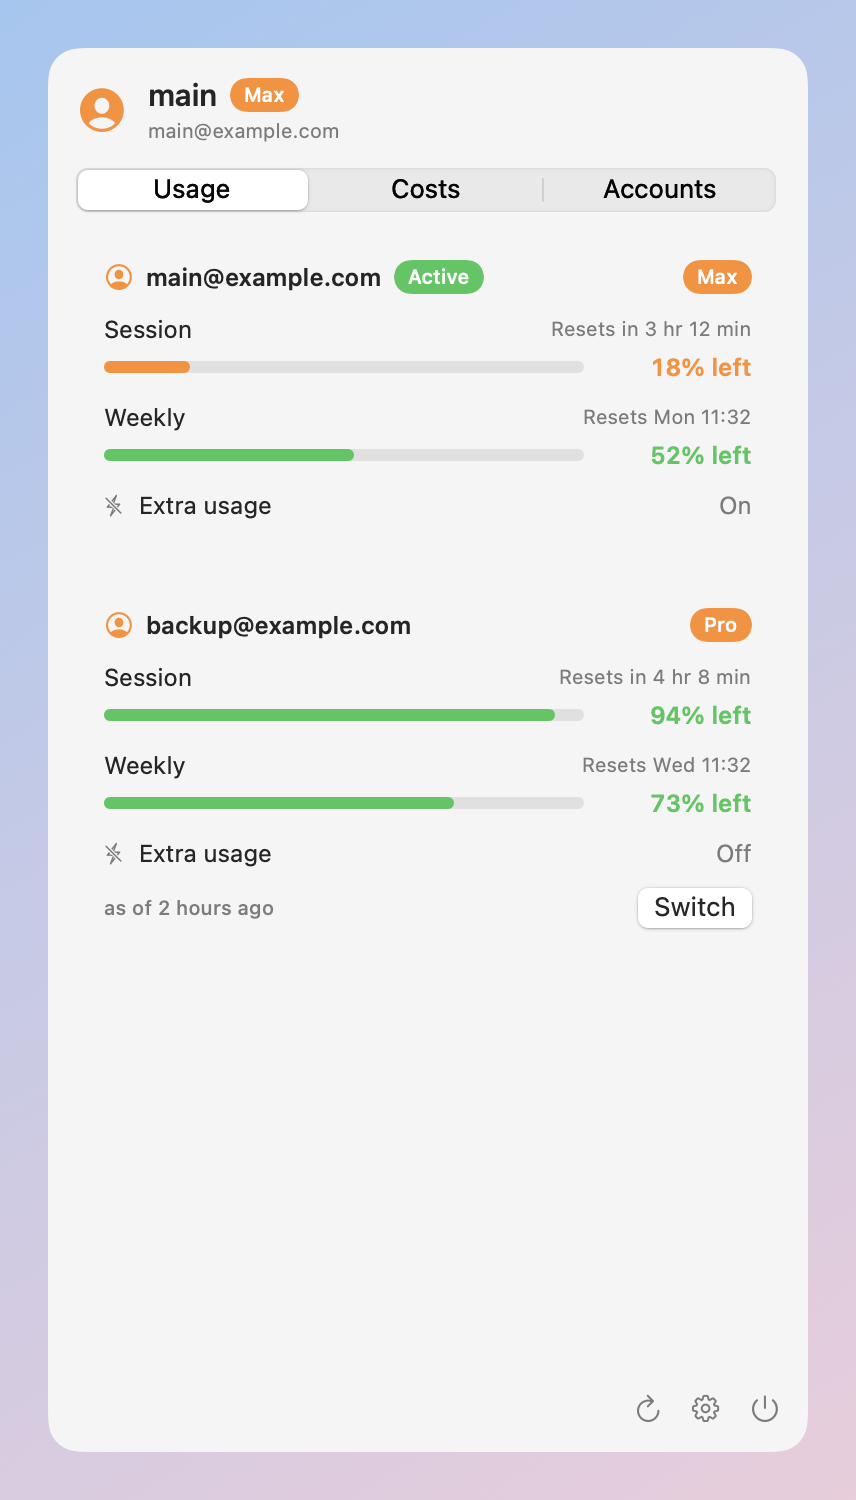 main Max
main@example.com
Usage Costs Accounts
main@example.com Active Max
Session Resets in 3 hr 12 min
18% left
Weekly Resets Mon 11:32
52% left
Extra usage On
backup@example.com Pro
Session Resets in 4 hr 8 min
94% left
Weekly Resets Wed 11:32
73% left
Extra usage Off
as of 2 hours ago Switch